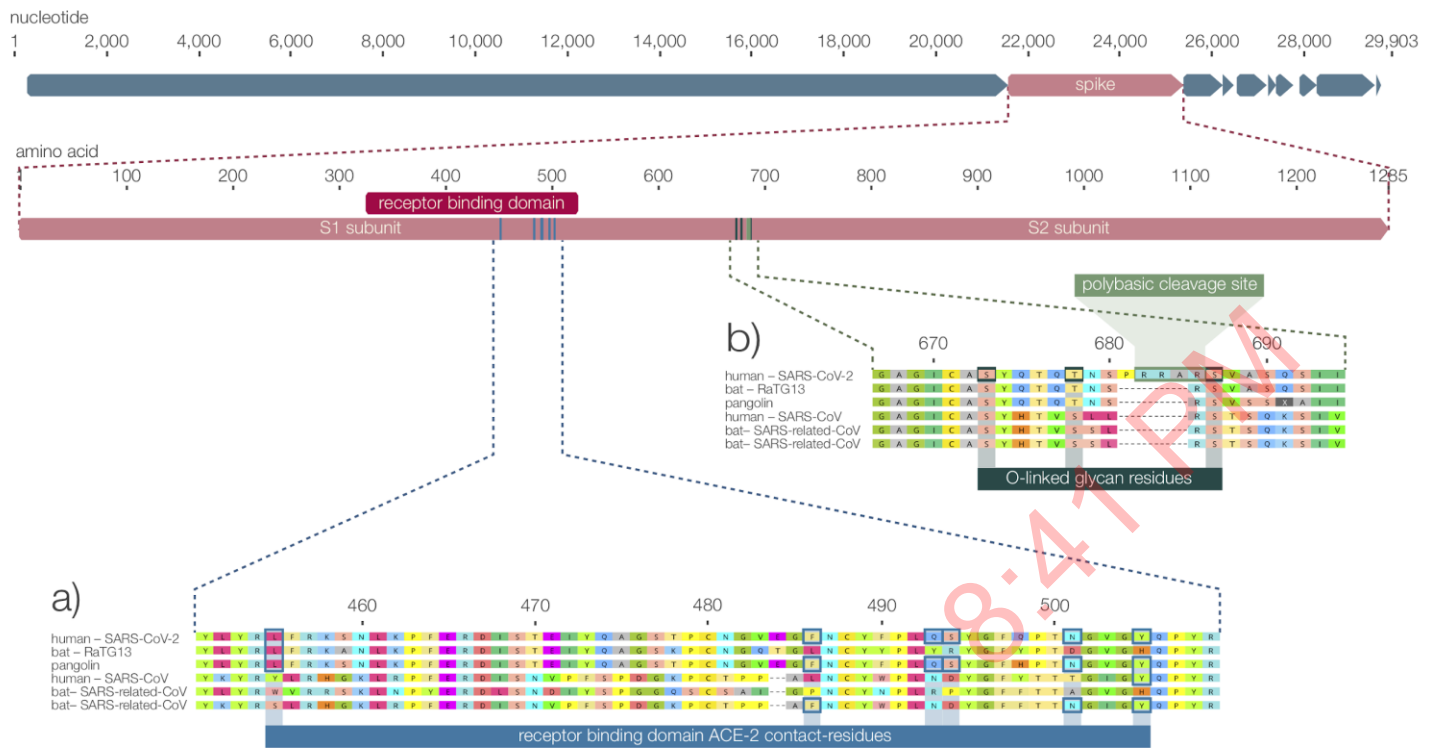 nucleotide
1 2,000 4,000 6,000 8,000 10,000 12,000 14,000 16,000 18,000 20,000 22,000 24,000 26,000 28,000 29,903
spike
amino acid
100 200 300 400 500 600 700 800 900 1000 1100 1200 1285
receptor binding domain
S1 subunit S2 subunit
polybasic cleavage site
b)
670 680 690
human – SARS-CoV-2 G A G I C A S Y Q T Q T N S P R R A R S V A S Q S I I
bat – RaTG13 G A G I C A S Y Q T Q T N S - - - - R S V A S Q S I I
pangolin G A G I C A S Y Q T Q T N S - - - - R S V S S X A I I
human – SARS-CoV G A G I C A S Y H T V S L L - - - - R S T S Q K S I V
bat– SARS-related-CoV G A G I C A S Y H T V S S L - - - - R S T S Q K S I V
bat– SARS-related-CoV G A G I C A S Y H T V S S L - - - - R S T S Q K S I V
O-linked glycan residues
8:41 PM
a)
460 470 480 490 500
human – SARS-CoV-2 Y L Y R L F R K S N L K P F E R D I S T E I Y Q A G S T P C N G V E G F N C Y F P L Q S Y G F Q P T N G V G Y Q P Y R
bat – RaTG13 Y L Y R L F R K A N L K P F E R D I S T E I Y Q A G S K P C N G Q T G L N C Y Y P L Y R Y G F Y P T D G V G H Q P Y R
pangolin Y L Y R L F R K S N L K P F E R D I S T E I Y Q A G S T P C N G V E G F N C Y F P L Q S Y G F H P T N G V G Y Q P Y R
human – SARS-CoV Y K Y R Y L R H G K L R P F E R D I S N V P F S P D G K P C T P P - A L N C Y W P L N D Y G F Y T T T G I G Y Q P Y R
bat– SARS-related-CoV Y L Y R W V R R S K L N P Y E R D L S N D I Y S P G G Q S C S A I - G P N C Y N P L R P Y G F F T T A G V G H Q P Y R
bat– SARS-related-CoV Y K Y R S L R H G K L R P F E R D I S N V P F S P D G K P C T P P - A F N C Y W P L N D Y G F F T T N G I G Y Q P Y R
receptor binding domain ACE-2 contact-residues